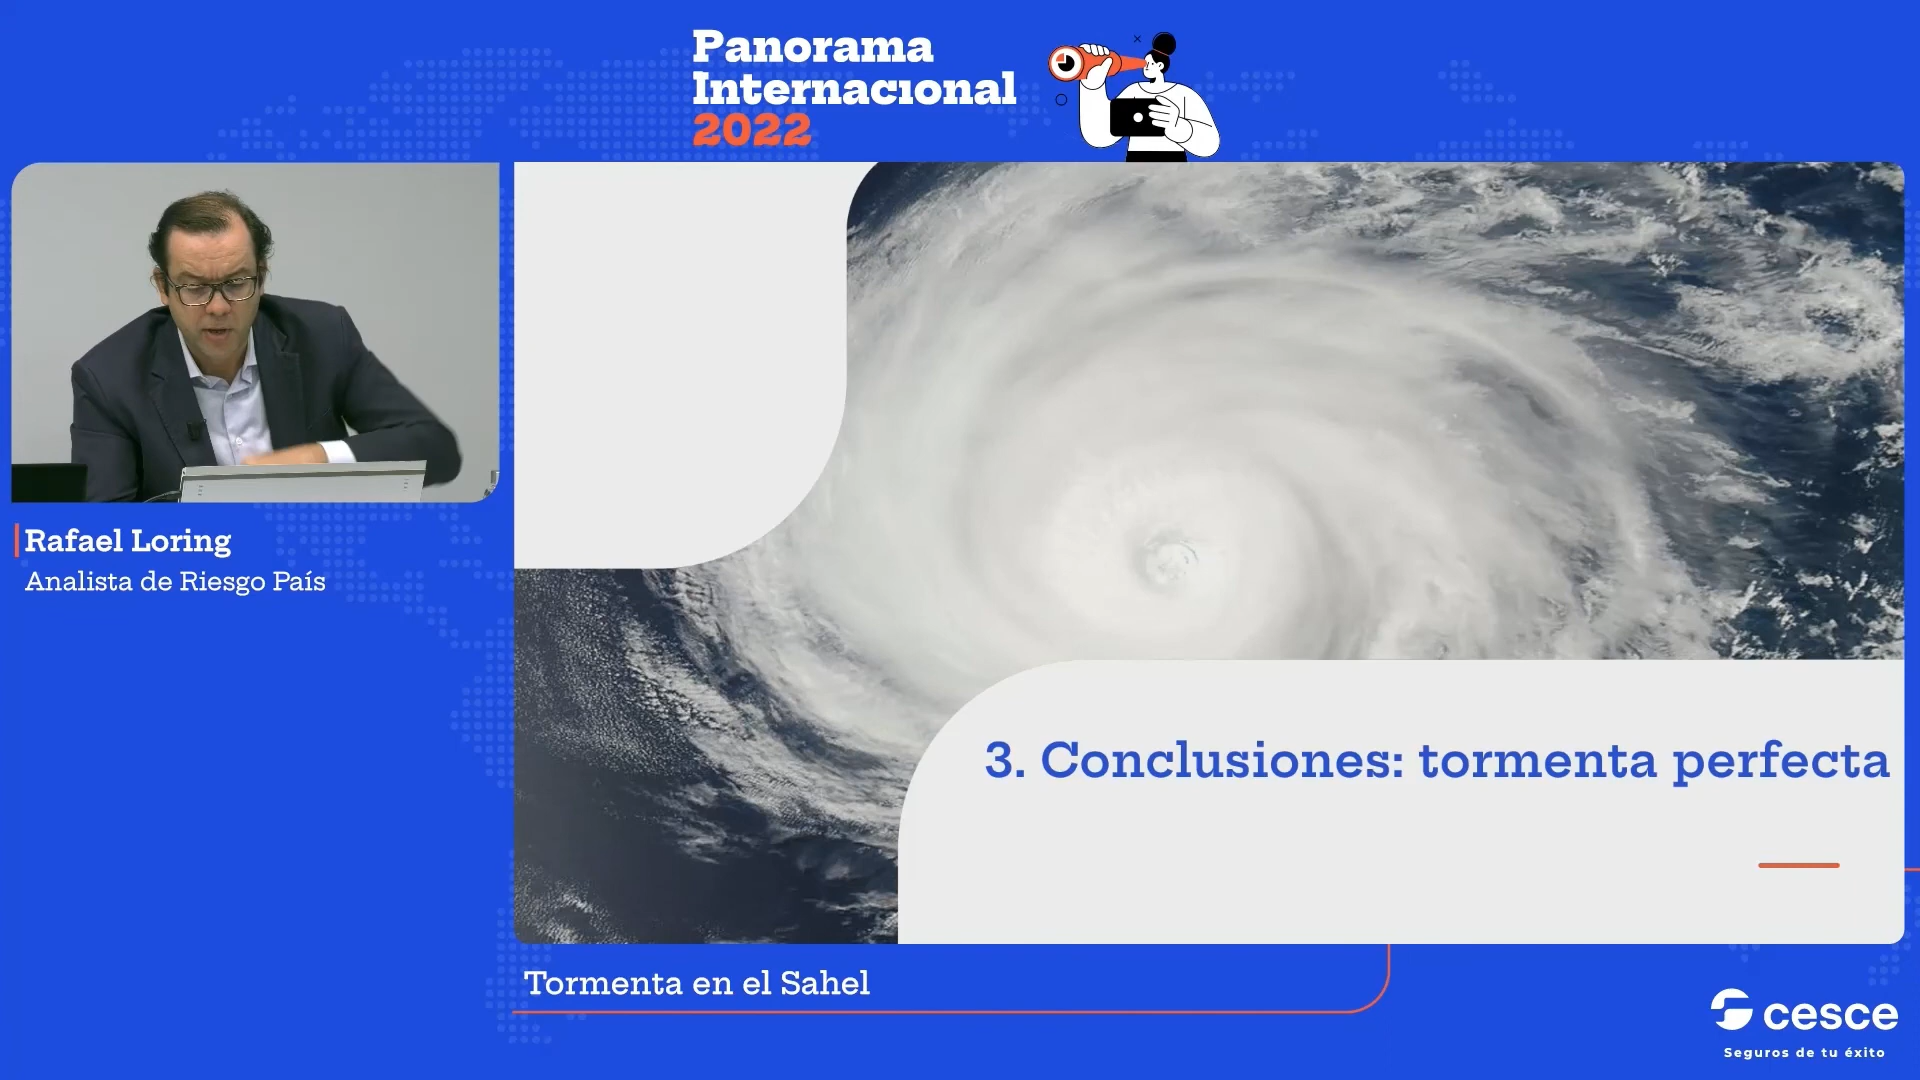 Panorama
Internacional
2022
Rafael Loring
Analista de Riesgo País
3. Conclusiones: tormenta perfecta
Tormenta en el Sahel
cesce
Seguros de tu éxito